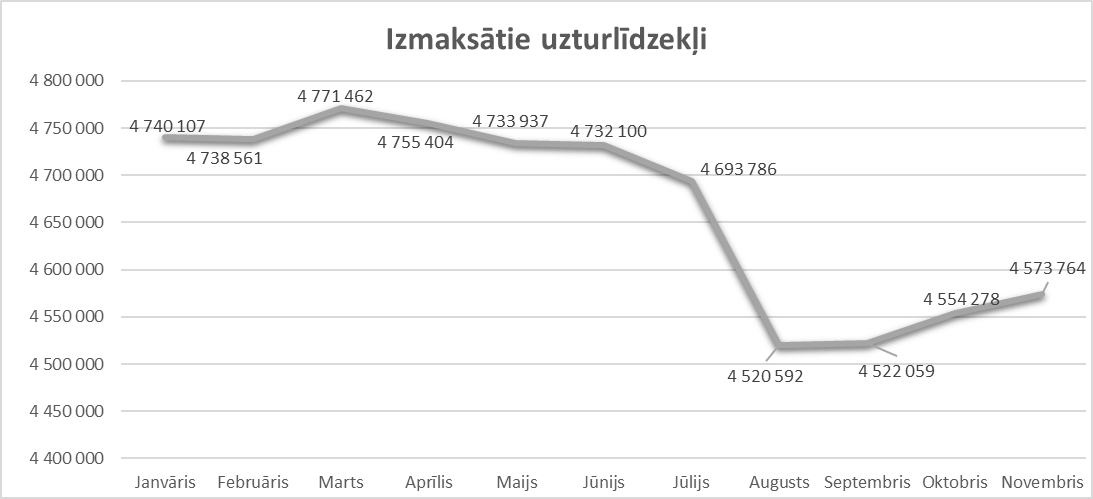 Izmaksātie uzturlīdzekļi
4 800 000
4 750 000
4 700 000
4 650 000
4 600 000
4 550 000
4 500 000
4 450 000
4 400 000
4 740 107
4 738 561
4 771 462
4 755 404
4 733 937
4 732 100
4 693 786
4 520 592
4 522 059
4 554 278
4 573 764
Janvāris Februāris Marts Aprīlis Maijs Jūnijs Jūlijs Augusts Septembris Oktobris Novembris